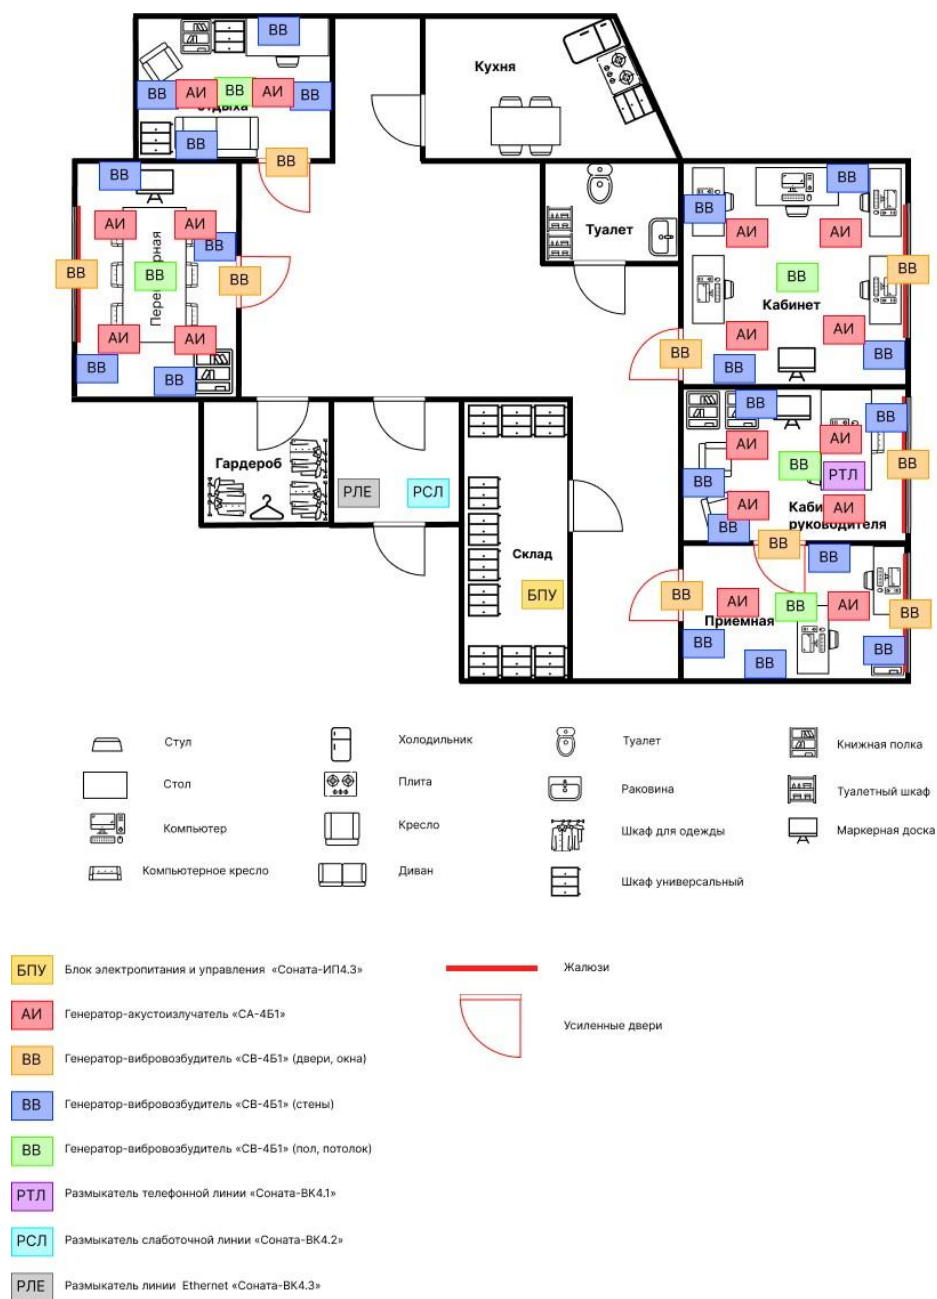 ВВ
Кухня
ВВ АИ ВВ АИ ВВ
отдыха
ВВ
ВВ
ВВ
ВВ
ВВ
АИ АИ
Туалет
ВВ
АИ АИ
ВВ
ВВ ВВ ВВ
ВВ
ВВ
Кабинет
АИ АИ
АИ АИ
ВВ
ВВ
ВВ
ВВ
ВВ
ВВ
ВВ
АИ
АИ
Гардероб
ВВ
ВВ
РЛЕ
РСЛ
ВВ
РТЛ
АИ
АИ
ВВ
руководителя
Склад
ВВ
ВВ
БПУ
ВВ
АИ
ВВ
АИ
ВВ
Приемная
ВВ
ВВ
ВВ
Стул
Холодильник
Туалет
Книжная полка
Стол
Плита
Раковина
Туалетный шкаф
Компьютер
Кресло
Шкаф для одежды
Маркерная доска
Компьютерное кресло
Диван
Шкаф универсальный
БПУ Блок электропитания и управления «Соната-ИП4.3»
Жалюзи
АИ Генератор-акустоизлучатель «СА-4Б1»
Усиленные двери
ВВ Генератор-вибровозбудитель «СВ-4Б1» (двери, окна)
ВВ Генератор-вибровозбудитель «СВ-4Б1» (стены)
ВВ Генератор-вибровозбудитель «СВ-4Б1» (пол, потолок)
РТЛ Размыкатель телефонной линии «Соната-ВК4.1»
РСЛ Размыкатель слаботочной линии «Соната-ВК4.2»
РЛЕ Размыкатель линии Ethernet «Соната-ВК4.3»